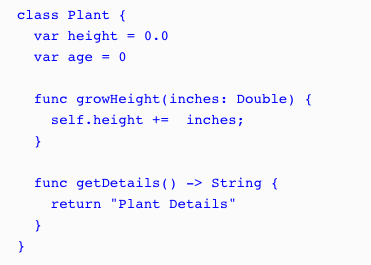 class Plant {
  var height = 0.0
  var age = 0

  func growHeight(inches: Double) {
    self.height +=  inches;
  }

  func getDetails() -> String {
    return "Plant Details"
  }
}